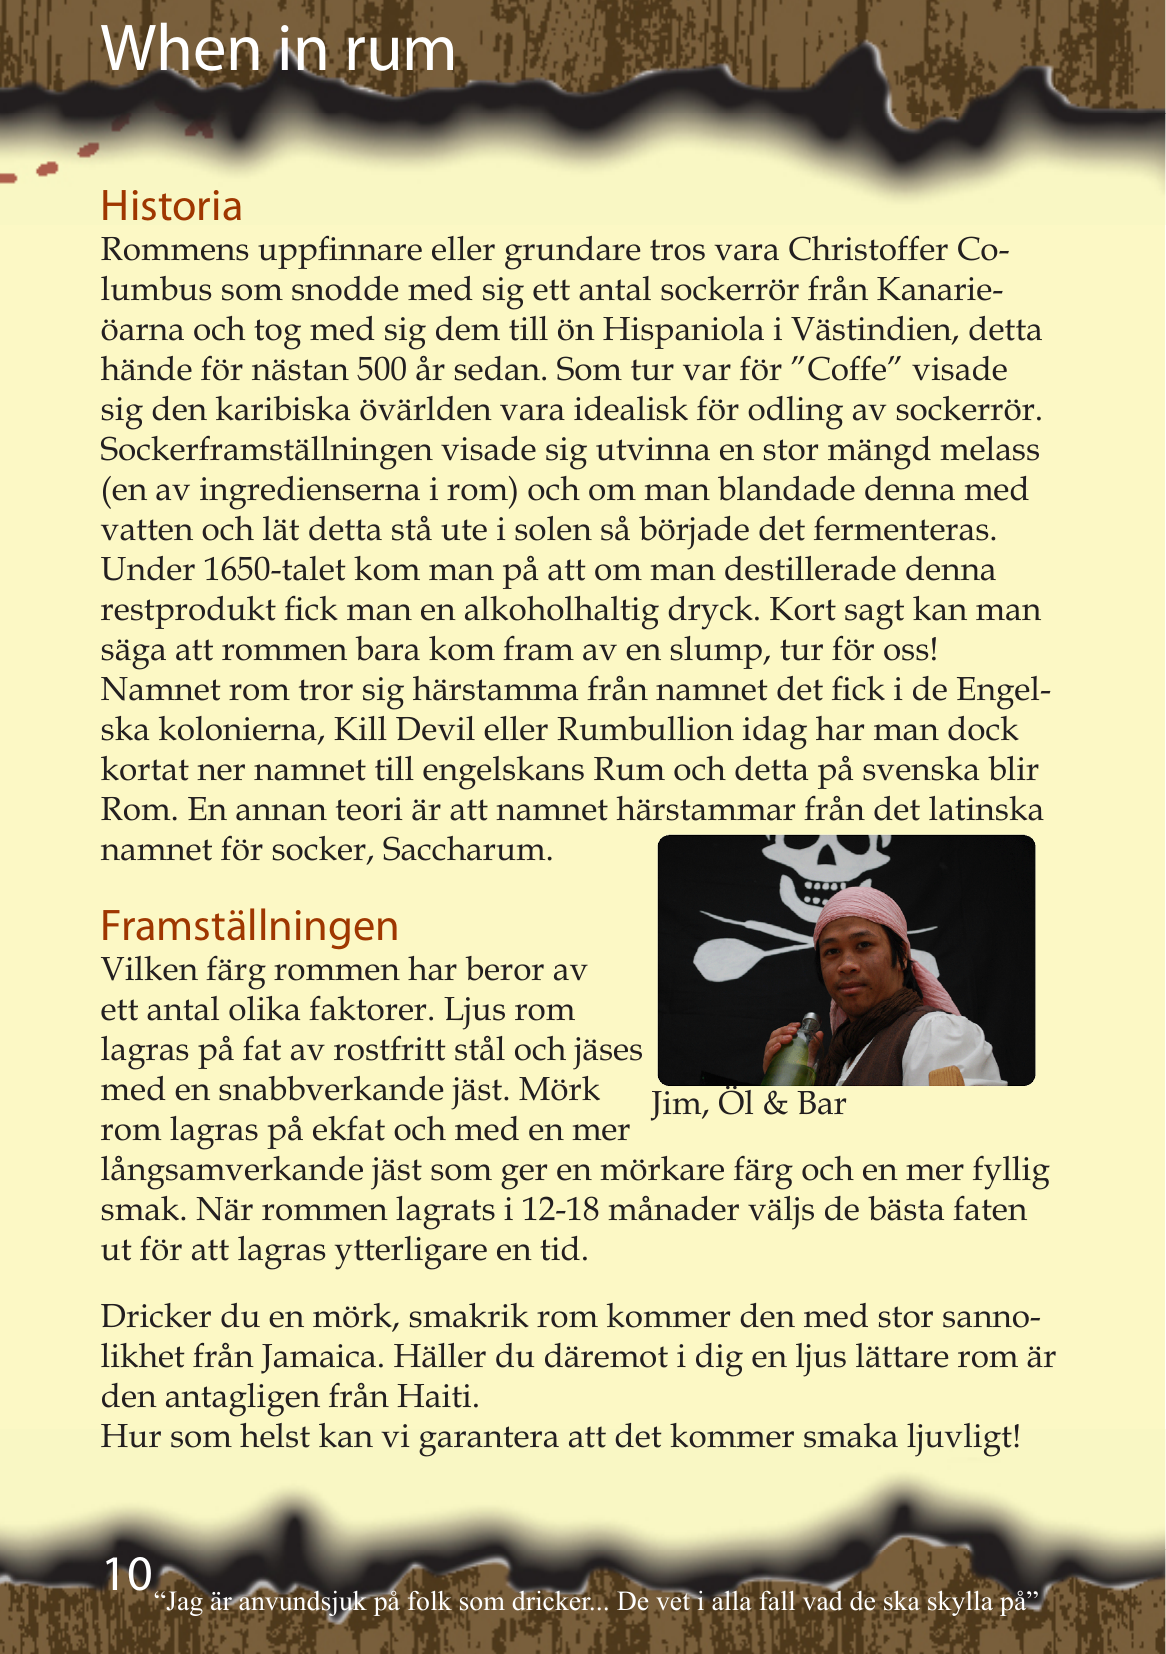 When in rum
Historia
Rommens uppfinnare eller grundare tros vara Christoffer Co-
lumbus som snodde med sig ett antal sockerrör från Kanarie-
öarna och tog med sig dem till ön Hispaniola i Västindien, detta
hände för nästan 500 år sedan. Som tur var för ”Coffe” visade
sig den karibiska övärlden vara idealisk för odling av sockerrör.
Sockerframställningen visade sig utvinna en stor mängd melass
(en av ingredienserna i rom) och om man blandade denna med
vatten och lät detta stå ute i solen så började det fermenteras.
Under 1650-talet kom man på att om man destillerade denna
restprodukt fick man en alkoholhaltig dryck. Kort sagt kan man
säga att rommen bara kom fram av en slump, tur för oss!
Namnet rom tror sig härstamma från namnet det fick i de Engel-
ska kolonierna, Kill Devil eller Rumbullion idag har man dock
kortat ner namnet till engelskans Rum och detta på svenska blir
Rom. En annan teori är att namnet härstammar från det latinska
namnet för socker, Saccharum.
Framställningen
Vilken färg rommen har beror av
ett antal olika faktorer. Ljus rom
lagras på fat av rostfritt stål och jäses
med en snabbverkande jäst. Mörk
rom lagras på ekfat och med en mer
långsamverkande jäst som ger en mörkare färg och en mer fyllig
smak. När rommen lagrats i 12-18 månader väljs de bästa faten
ut för att lagras ytterligare en tid.
Jim, Öl & Bar
Dricker du en mörk, smakrik rom kommer den med stor sanno-
likhet från Jamaica. Häller du däremot i dig en ljus lättare rom är
den antagligen från Haiti.
Hur som helst kan vi garantera att det kommer smaka ljuvligt!
10
“Jag är anvundsjuk på folk som dricker... De vet i alla fall vad de ska skylla på”